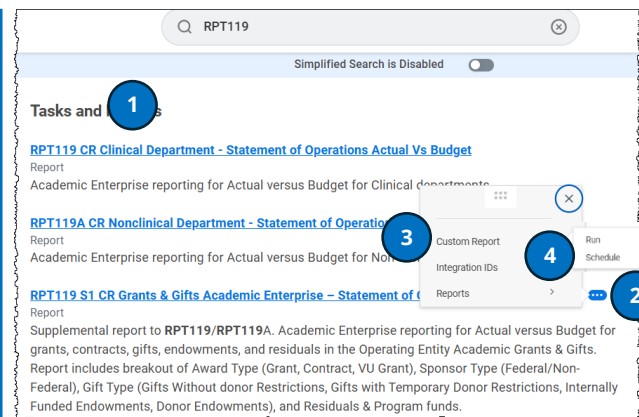 RPT119
Simplified Search is Disabled
Tasks and
1
RPT119 CR Clinical Department - Statement of Operations Actual Vs Budget
Report
Academic Enterprise reporting for Actual versus Budget for Clinical departments
RPT119A CR Nonclinical Department - Statement of
Report
Academic Enterprise reporting for Actual versus Budget for
3
Custom Report
Integration IDs
Reports
4
Run
Schedule
RPT119 S1 CR Grants & Gifts Academic Enterprise – Statement of
2
Report
Supplemental report to RPT119/RPT119A. Academic Enterprise reporting for Actual versus Budget for
grants, contracts, gifts, endowments, and residuals in the Operating Entity Academic Grants & Gifts.
Report includes breakout of Award Type (Grant, Contract, VU Grant), Sponsor Type (Federal/Non-
Federal), Gift Type (Gifts Without donor Restrictions, Gifts with Temporary Donor Restrictions, Internally
Funded Endowments, Donor Endowments), and Residuals & Program funds.